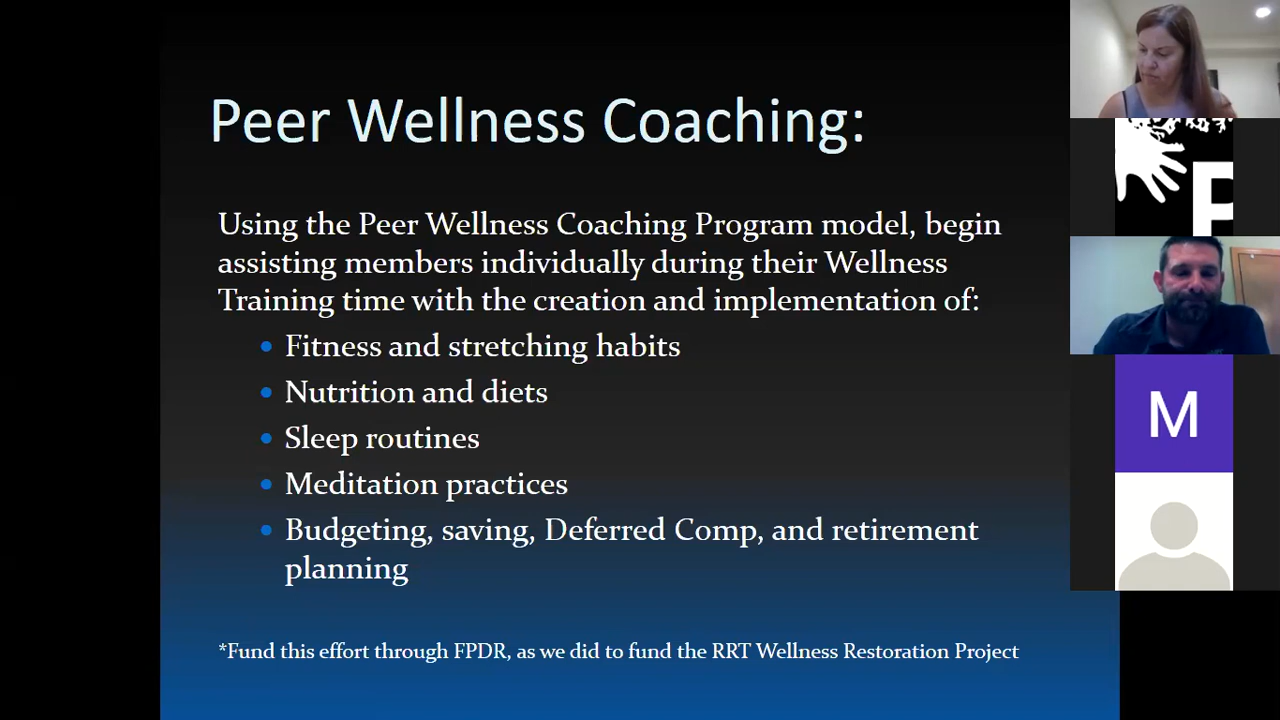 Peer Wellness Coaching:
Using the Peer Wellness Coaching Program model, begin
assisting members individually during their Wellness
Training time with the creation and implementation of:
• Fitness and stretching habits
• Nutrition and diets
• Sleep routines
• Meditation practices
• Budgeting, saving, Deferred Comp, and retirement
planning
*Fund this effort through FPDR, as we did to fund the RRT Wellness Restoration Project
P
M